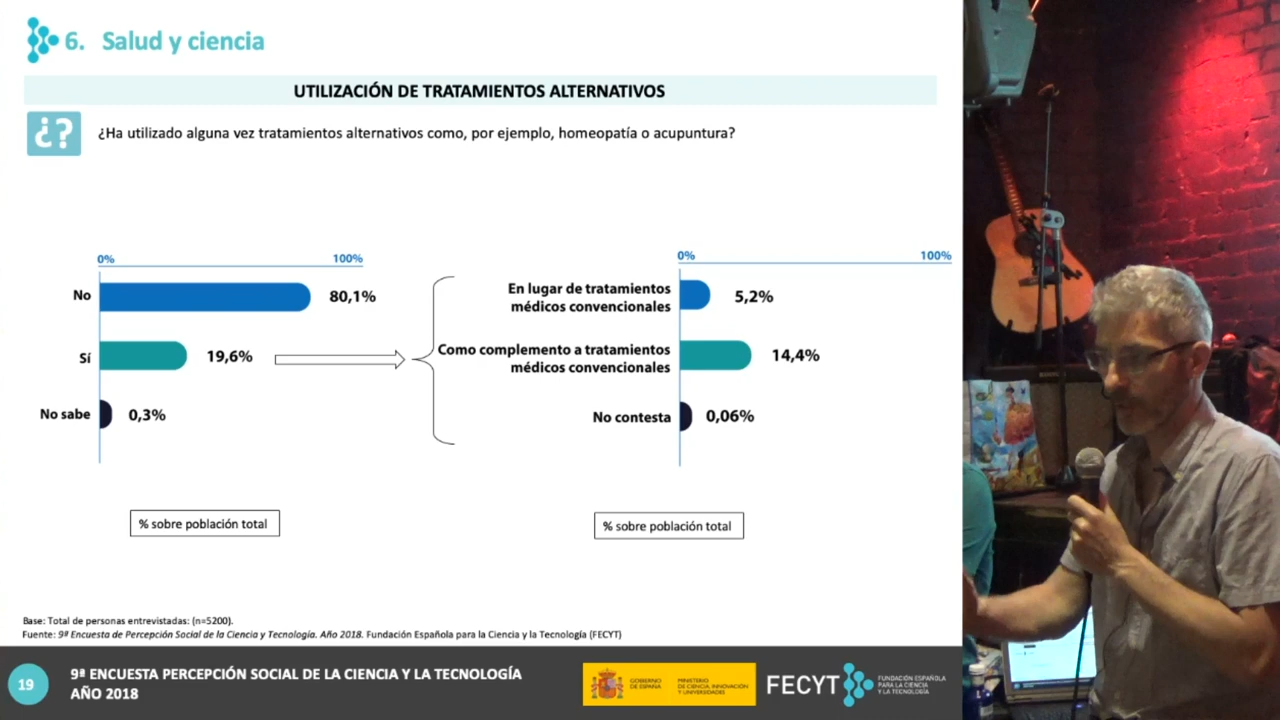 6. Salud y ciencia
UTILIZACIÓN DE TRATAMIENTOS ALTERNATIVOS
¿?
¿Ha utilizado alguna vez tratamientos alternativos como, por ejemplo, homeopatía o acupuntura?
0% 100%
No 80,1%
Sí 19,6%
No sabe 0,3%
% sobre población total
0% 100%
En lugar de tratamientos
médicos convencionales
5,2%
Como complemento a tratamientos
médicos convencionales
14,4%
No contesta 0,06%
% sobre población total
Base: Total de personas entrevistadas: (n=5200).
Fuente: 9ª Encuesta de Percepción Social de la Ciencia y Tecnología. Año 2018. Fundación Española para la Ciencia y la Tecnología (FECYT)
19
9ª ENCUESTA PERCEPCIÓN SOCIAL DE LA CIENCIA Y LA TECNOLOGÍA
AÑO 2018
GOBIERNO
DE ESPAÑA
MINISTERIO
DE CIENCIA, INNOVACIÓN
Y UNIVERSIDADES
FECYT
FUNDACIÓN ESPAÑOLA
PARA LA CIENCIA
Y LA TECNOLOGÍA